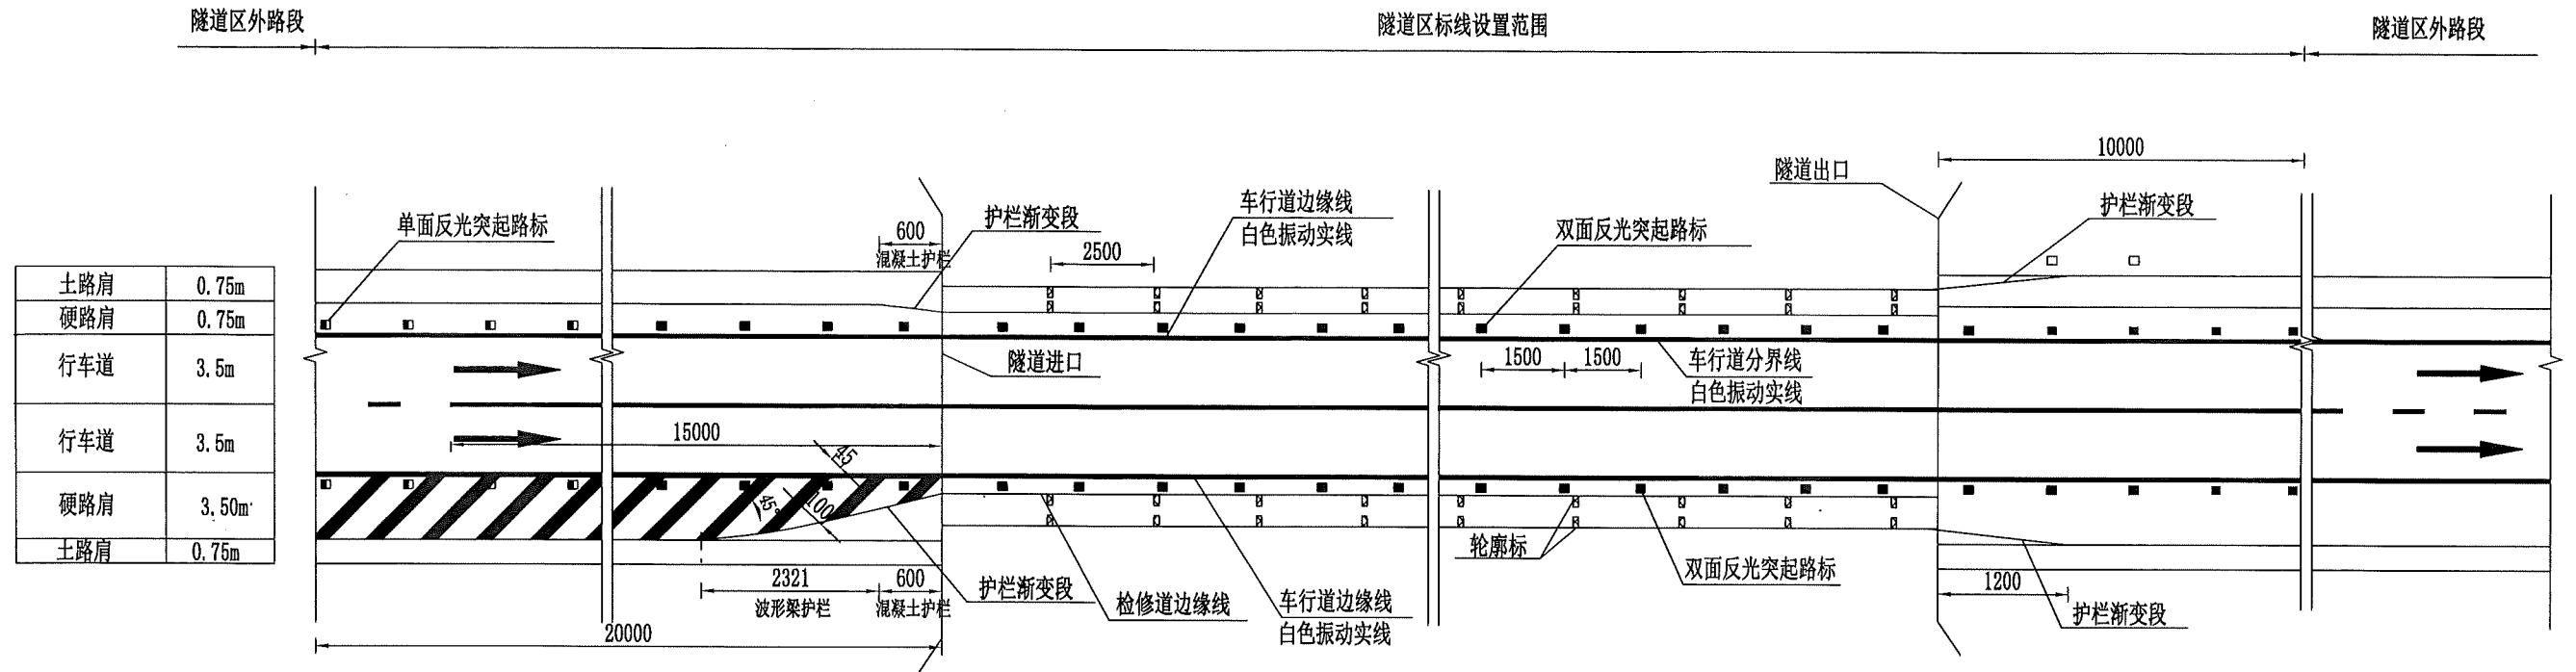 隧道区外路段
隧道区标线设置范围
隧道区外路段
10000
隧道出口
单面反光突起路标
600
混凝土护栏
护栏渐变段
车行道边缘线
白色振动实线
双面反光突起路标
护栏渐变段
2500
土路肩 0.75m
硬路肩 0.75m
行车道 3.5m
行车道 3.5m
硬路肩 3.50m
土路肩 0.75m
隧道进口
1500 1500
车行道分界线
白色振动实线
15000
45
45°
100
轮廓标
双面反光突起路标
2321
波形梁护栏
600
混凝土护栏
护栏渐变段
检修道边缘线
车行道边缘线
白色振动实线
1200
护栏渐变段
20000